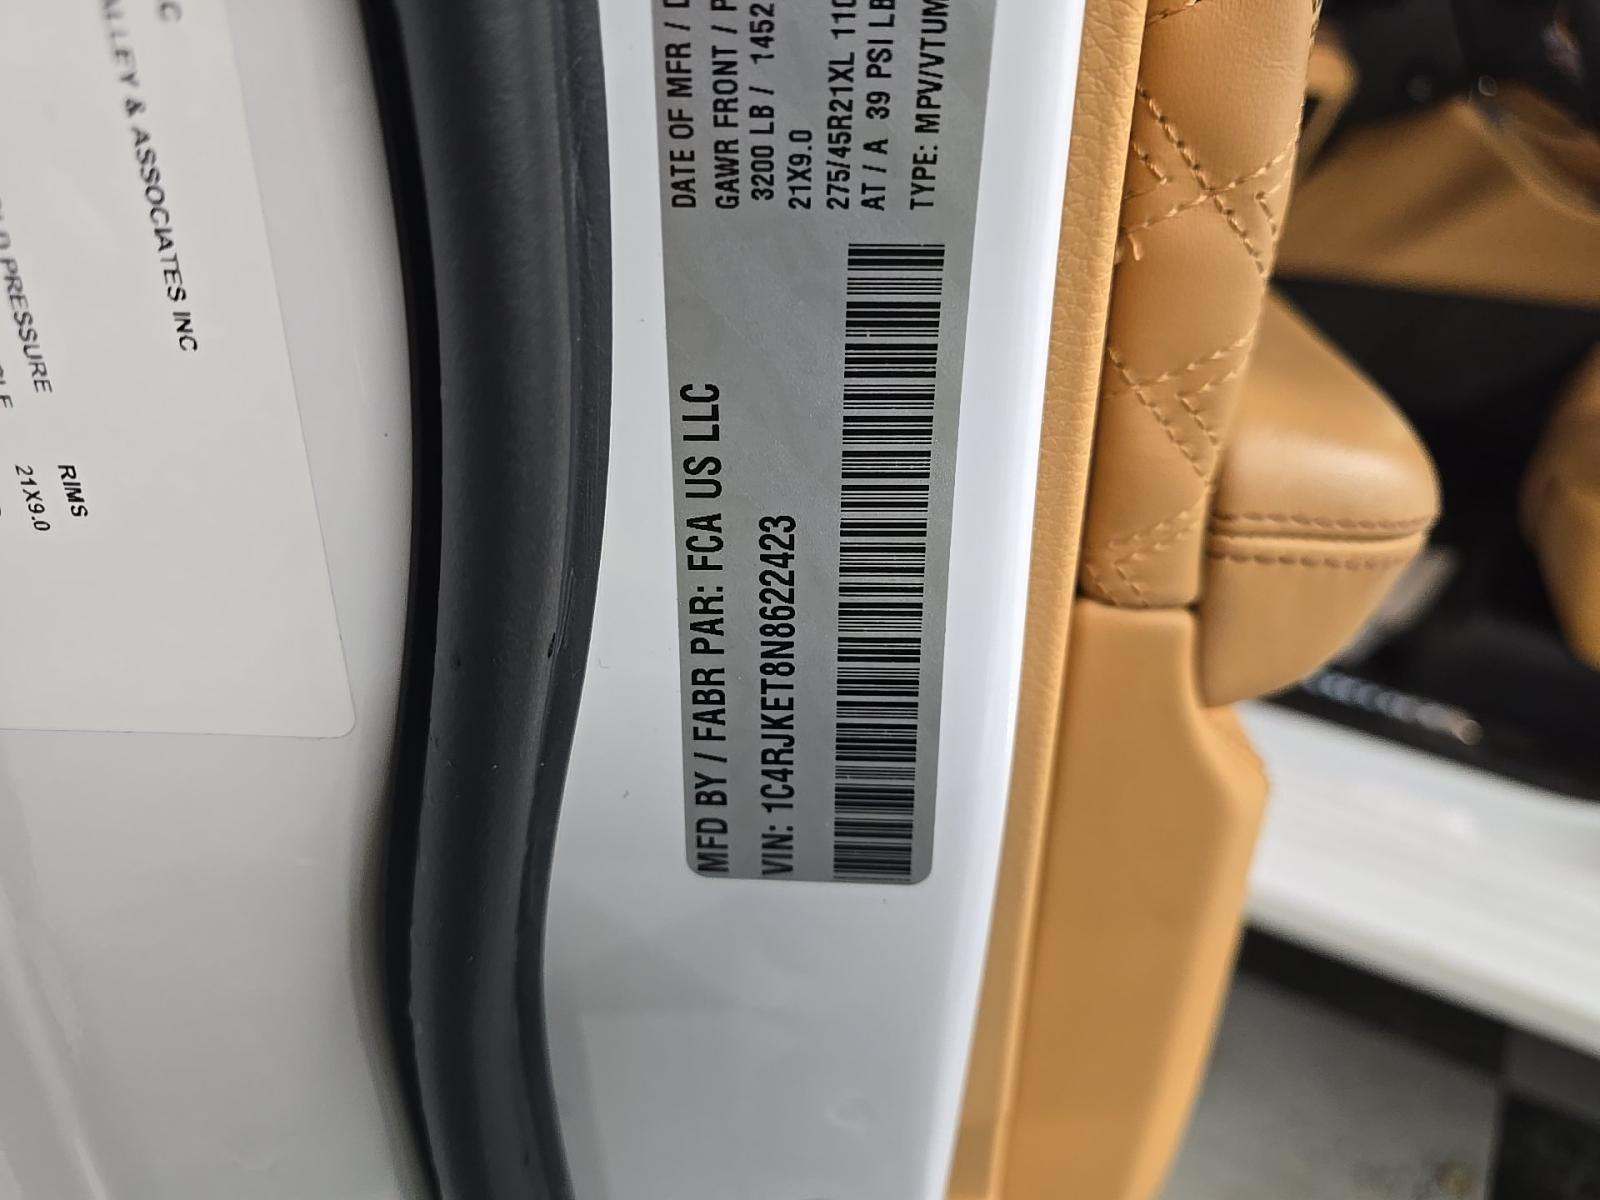 MFD BY / FABR PAR: FCA US LLC
VIN: 1C4RJKET8N8622423
DATE OF MFR /
GAWR FRONT /
3200 LB / 1452
21X9.0
275/45R21XL 110
AT / A 39 PSI LB
TYPE: MPV/VTUM
& ASSOCIATES INC
PRESSURE
RIMS
21X9.0